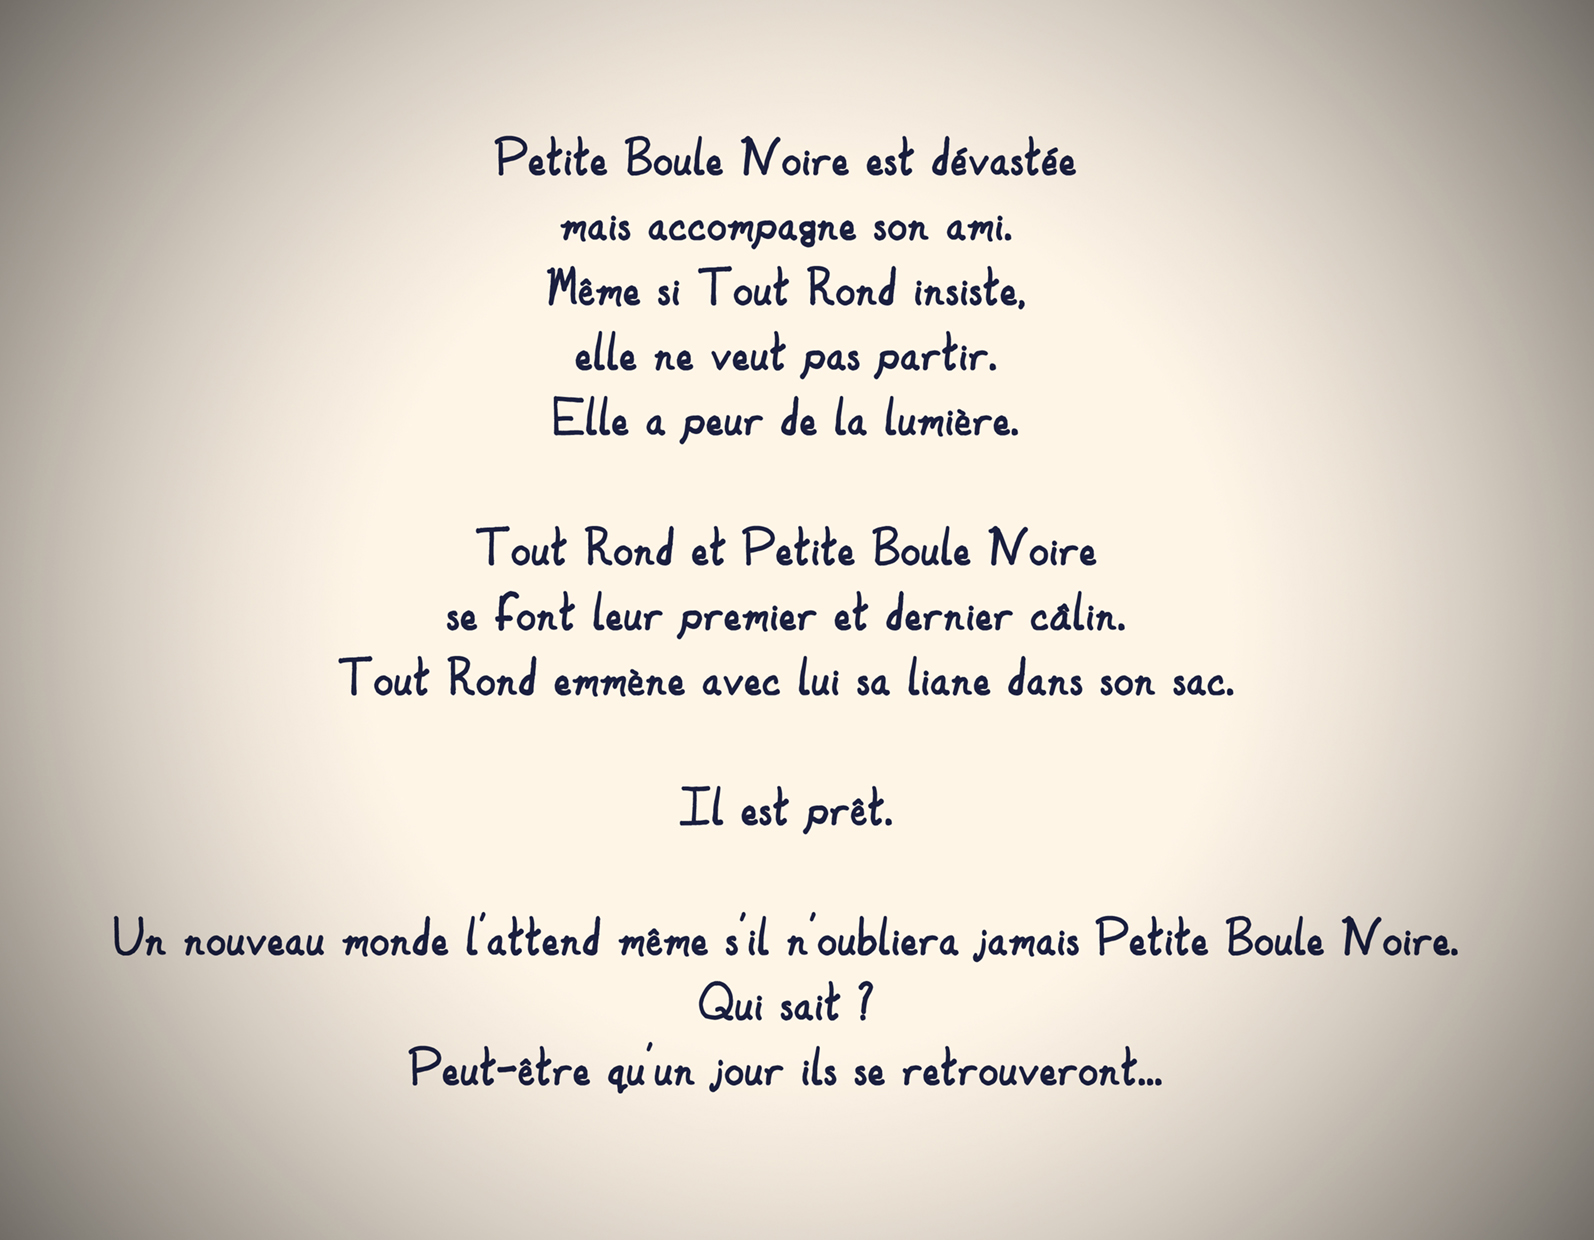 Petite Boule Noire est dévastée
mais accompagne son ami.
Même si Tout Rond insiste,
elle ne veut pas partir.
Elle a peur de la lumière.
Tout Rond et Petite Boule Noire
se font leur premier et dernier câlin.
Tout Rond emmène avec lui sa liane dans son sac.
Il est prêt.
Un nouveau monde l'attend même s'il n'oubliera jamais Petite Boule Noire.
Qui sait ?
Peut-être qu'un jour ils se retrouveront...